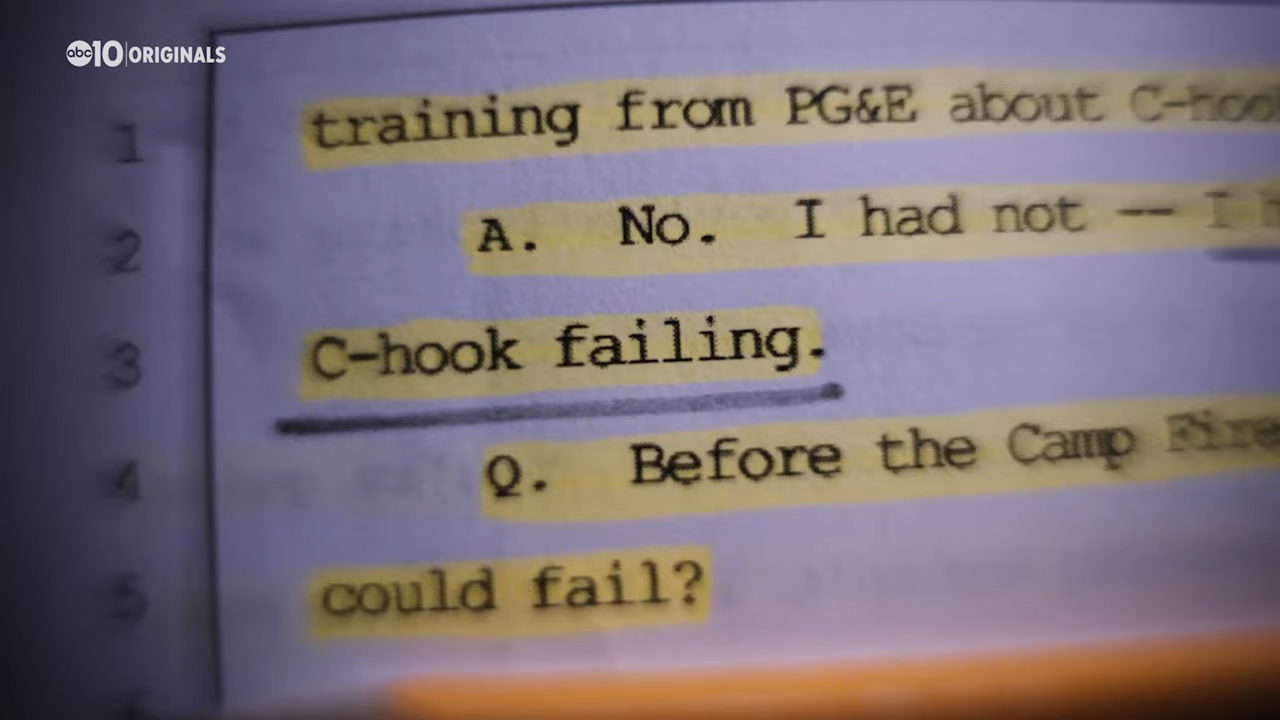 abc10 ORIGINALS
1 training from PG&E about
2 A. No. I had not -- I
3 C-hook failing.
4 Q. Before the Camp Fire
5 could fail?